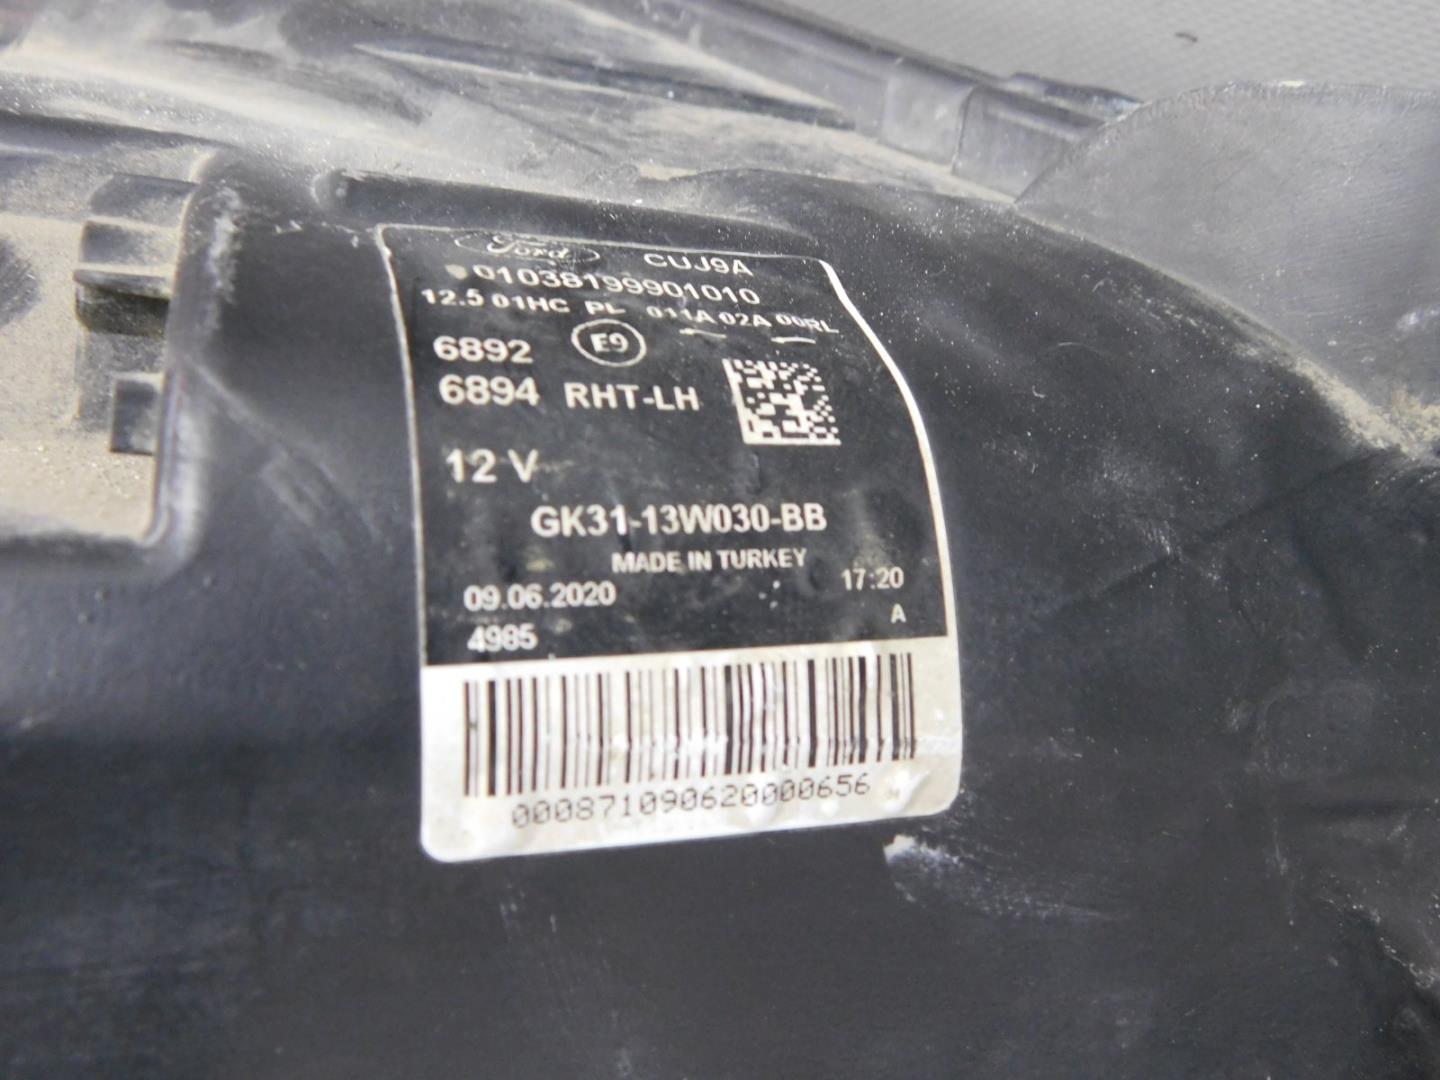 Ford CUJ9A
01038199901010
12.5 01HC PL 011A 02A 00RL
6892 E9
6894 RHT-LH
12 V
GK31-13W030-BB
MADE IN TURKEY
09.06.2020 17:20
4985 A
000871090620000656